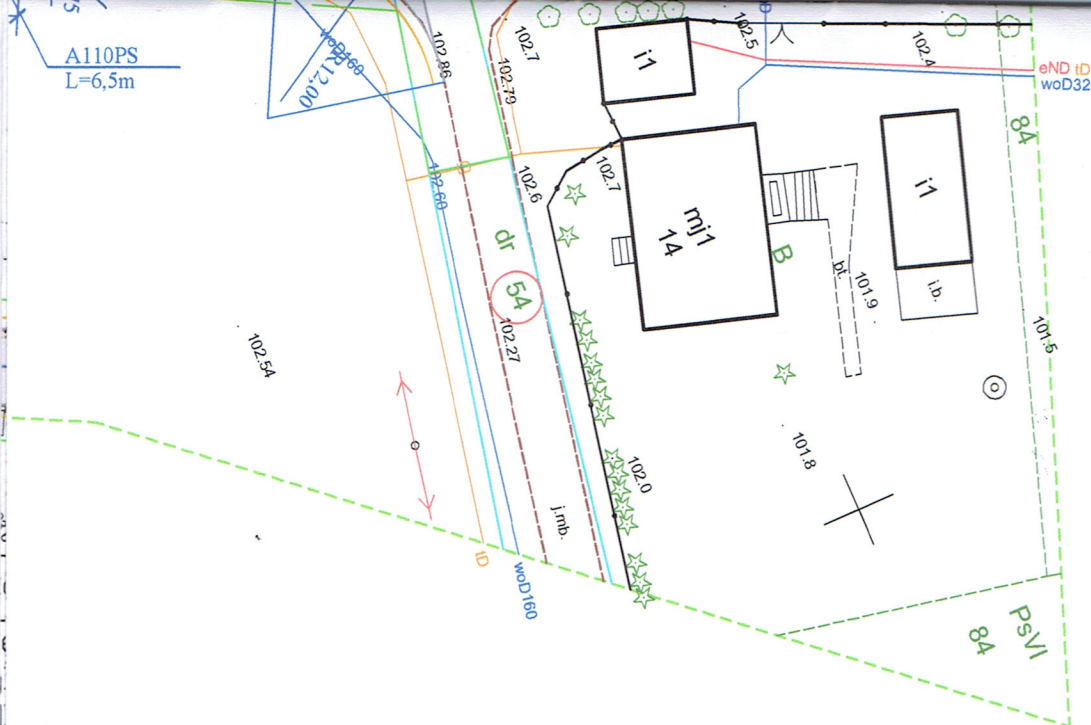 A110PS
L=6,5m
R12,00
woD160
102.86
102.7
102.79
i1
102.5
102.4
eND tD
woD32
84
102.60
102.6
102.7
mj1
14
B
bt.
101.9
i1
i.b.
dr
54
102.27
102.54
101.5
101.8
102.0
j.mb.
tD
woD160
PsVI
84